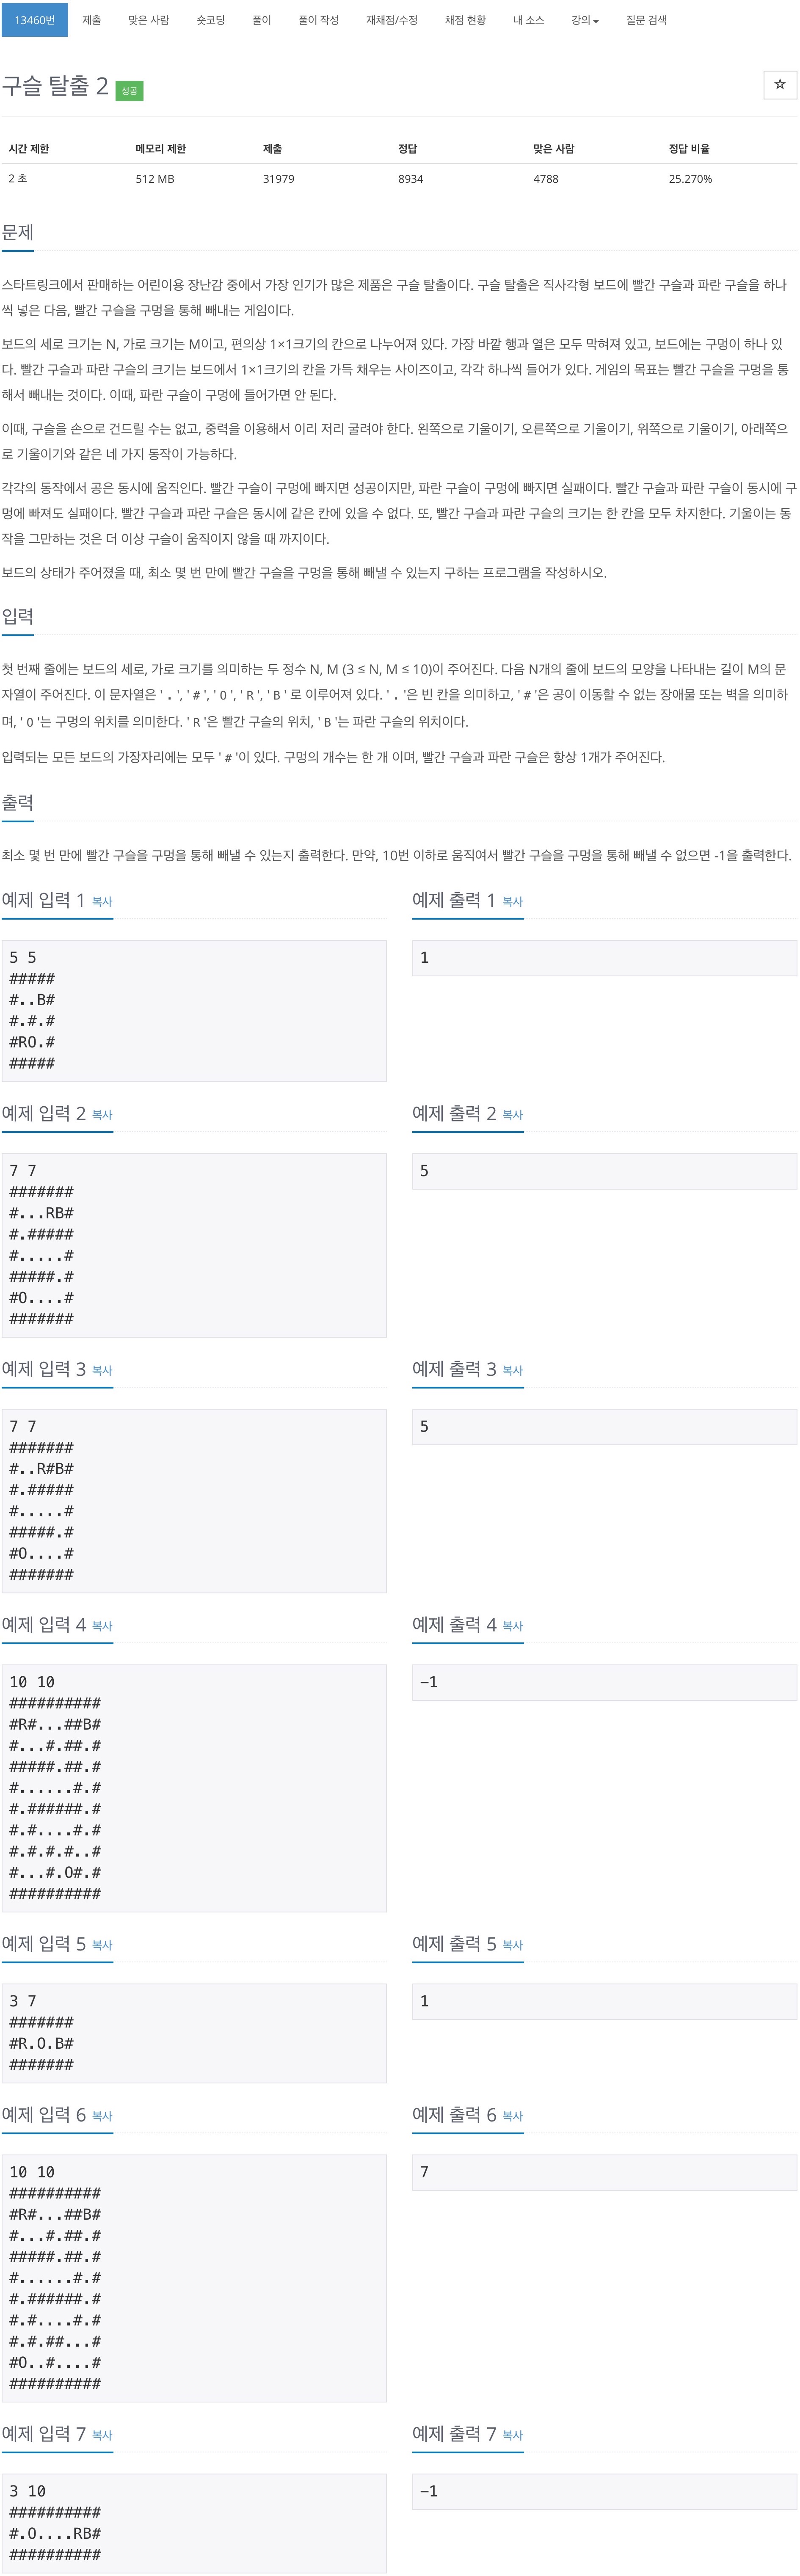 13460번 제출 맞은 사람 숏코딩 풀이 풀이 작성 재채점/수정 채점 현황 내 소스 강의 질문 검색
구슬 탈출 2 성공 ☆
시간 제한 메모리 제한 제출 정답 맞은 사람 정답 비율
2 초 512 MB 31979 8934 4788 25.270%
문제
스타트링크에서 판매하는 어린이용 장난감 중에서 가장 인기가 많은 제품은 구슬 탈출이다. 구슬 탈출은 직사각형 보드에 빨간 구슬과 파란 구슬을 하나
씩 넣은 다음, 빨간 구슬을 구멍을 통해 빼내는 게임이다.
보드의 세로 크기는 N, 가로 크기는 M이고, 편의상 1×1크기의 칸으로 나누어져 있다. 가장 바깥 행과 열은 모두 막혀져 있고, 보드에는 구멍이 하나 있
다. 빨간 구슬과 파란 구슬의 크기는 보드에서 1×1크기의 칸을 가득 채우는 사이즈이고, 각각 하나씩 들어가 있다. 게임의 목표는 빨간 구슬을 구멍을 통
해서 빼내는 것이다. 이때, 파란 구슬이 구멍에 들어가면 안 된다.
이때, 구슬을 손으로 건드릴 수는 없고, 중력을 이용해서 이리 저리 굴려야 한다. 왼쪽으로 기울이기, 오른쪽으로 기울이기, 위쪽으로 기울이기, 아래쪽으
로 기울이기와 같은 네 가지 동작이 가능하다.
각각의 동작에서 공은 동시에 움직인다. 빨간 구슬이 구멍에 빠지면 성공이지만, 파란 구슬이 구멍에 빠지면 실패이다. 빨간 구슬과 파란 구슬이 동시에 구
멍에 빠져도 실패이다. 빨간 구슬과 파란 구슬은 동시에 같은 칸에 있을 수 없다. 또, 빨간 구슬과 파란 구슬의 크기는 한 칸을 모두 차지한다. 기울이는 동
작을 그만하는 것은 더 이상 구슬이 움직이지 않을 때 까지이다.
보드의 상태가 주어졌을 때, 최소 몇 번 만에 빨간 구슬을 구멍을 통해 빼낼 수 있는지 구하는 프로그램을 작성하시오.
입력
첫 번째 줄에는 보드의 세로, 가로 크기를 의미하는 두 정수 N, M (3 ≤ N, M ≤ 10)이 주어진다. 다음 N개의 줄에 보드의 모양을 나타내는 길이 M의 문
자열이 주어진다. 이 문자열은 '.', '#', 'O', 'R', 'B' 로 이루어져 있다. '.'은 빈 칸을 의미하고, '#'은 공이 이동할 수 없는 장애물 또는 벽을 의미하
며, 'O'는 구멍의 위치를 의미한다. 'R'은 빨간 구슬의 위치, 'B'는 파란 구슬의 위치이다.
입력되는 모든 보드의 가장자리에는 모두 '#'이 있다. 구멍의 개수는 한 개 이며, 빨간 구슬과 파란 구슬은 항상 1개가 주어진다.
출력
최소 몇 번 만에 빨간 구슬을 구멍을 통해 빼낼 수 있는지 출력한다. 만약, 10번 이하로 움직여서 빨간 구슬을 구멍을 통해 빼낼 수 없으면 -1을 출력한다.
예제 입력 1 복사 예제 출력 1 복사
5 5 1
#####
#..B#
#.#.#
#RO.#
#####
예제 입력 2 복사 예제 출력 2 복사
7 7 5
#######
#...RB#
#.#####
#.....#
#####.#
#O....#
#######
예제 입력 3 복사 예제 출력 3 복사
7 7 5
#######
#..R#B#
#.#####
#.....#
#####.#
#O....#
#######
예제 입력 4 복사 예제 출력 4 복사
10 10 -1
##########
#R#...##B#
#...#.##.#
#####.##.#
#......#.#
#.######.#
#.#....#.#
#.#.#.#..#
#...#.O#.#
##########
예제 입력 5 복사 예제 출력 5 복사
3 7 1
#######
#R.O.B#
#######
예제 입력 6 복사 예제 출력 6 복사
10 10 7
##########
#R#...##B#
#...#.##.#
#####.##.#
#......#.#
#.######.#
#.#....#.#
#.#.##...#
#O..#....#
##########
예제 입력 7 복사 예제 출력 7 복사
3 10 -1
##########
#.O....RB#
##########